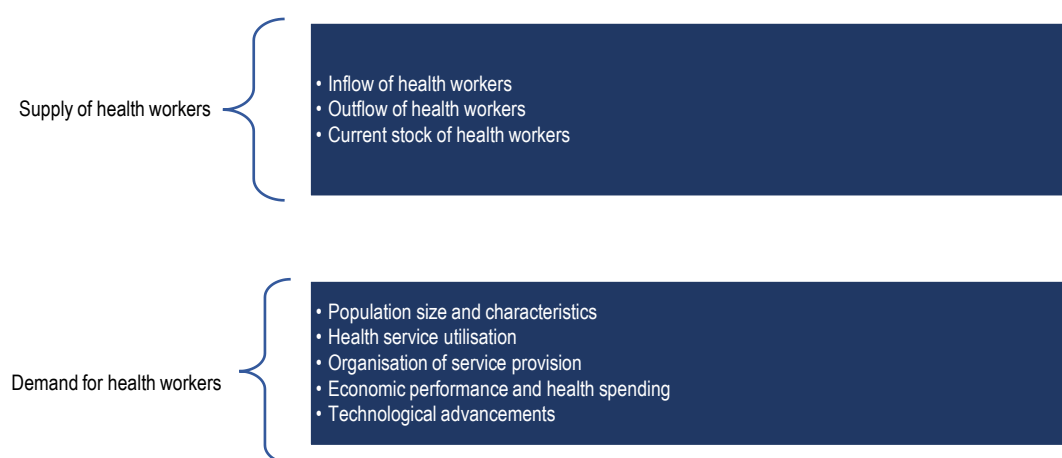 Supply of health workers
• Inflow of health workers
• Outflow of health workers
• Current stock of health workers
Demand for health workers
• Population size and characteristics
• Health service utilisation
• Organisation of service provision
• Economic performance and health spending
• Technological advancements